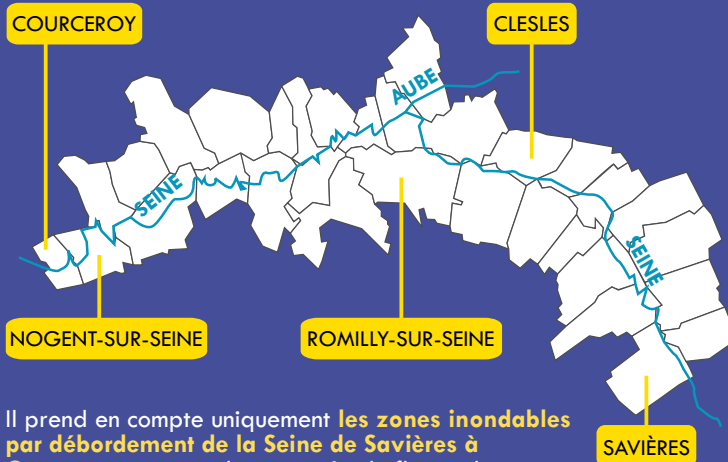 COURCEROY
CLESLES
AUBE
SEINE
SEINE
NOGENT-SUR-SEINE
ROMILLY-SUR-SEINE
Il prend en compte uniquement les zones inondables
par débordement de la Seine de Savières à
SAVIÈRES